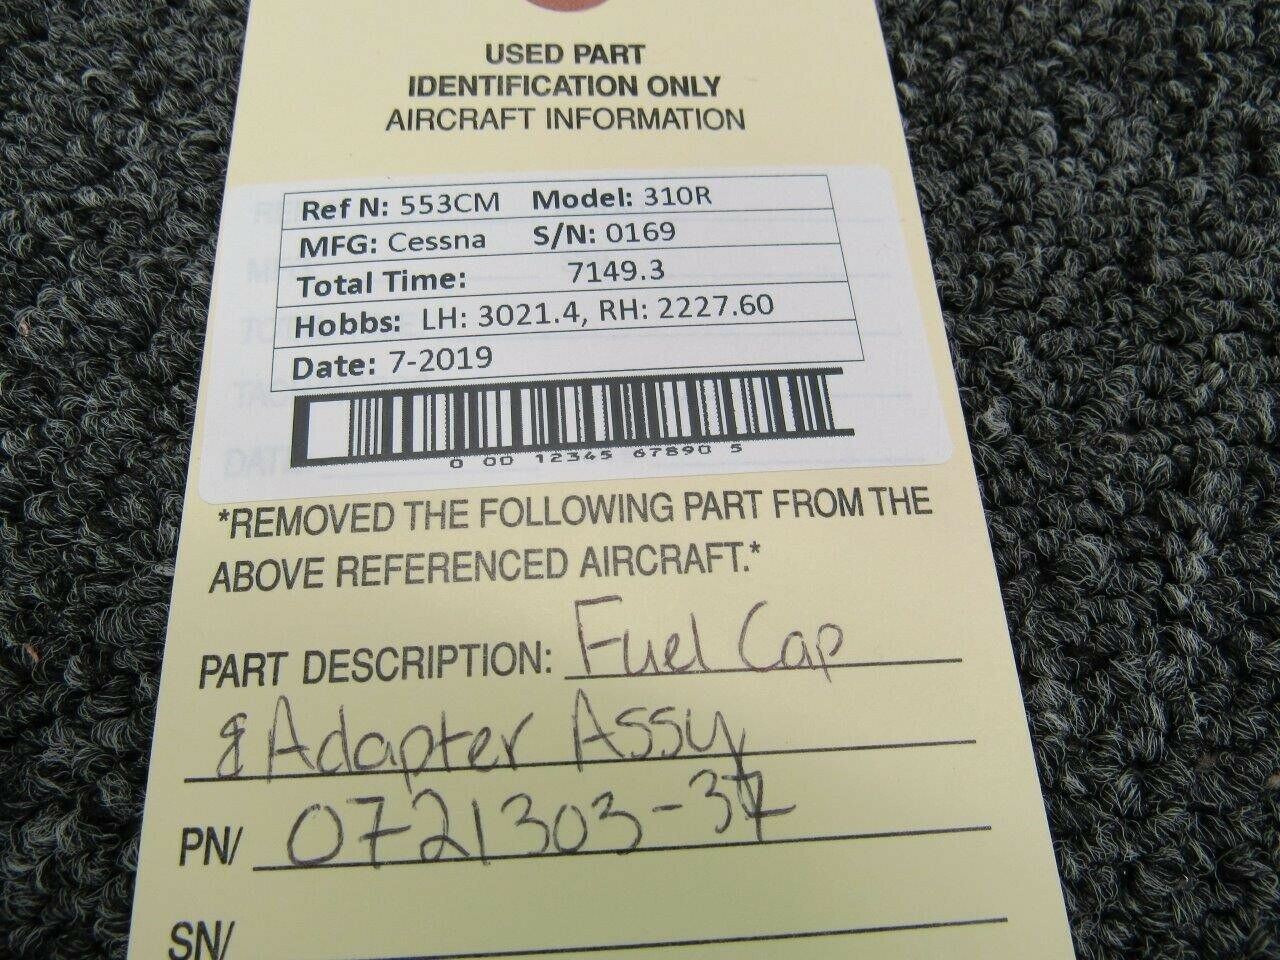 USED PART
IDENTIFICATION ONLY
AIRCRAFT INFORMATION
Ref N: 553CM Model: 310R
MFG: Cessna S/N: 0169
Total Time: 7149.3
Hobbs: LH: 3021.4, RH: 2227.60
Date: 7-2019
0 00 12345 67890 5
*REMOVED THE FOLLOWING PART FROM THE
ABOVE REFERENCED AIRCRAFT.*
PART DESCRIPTION: Fuel Cap
& Adapter Assy
PN/
SN/